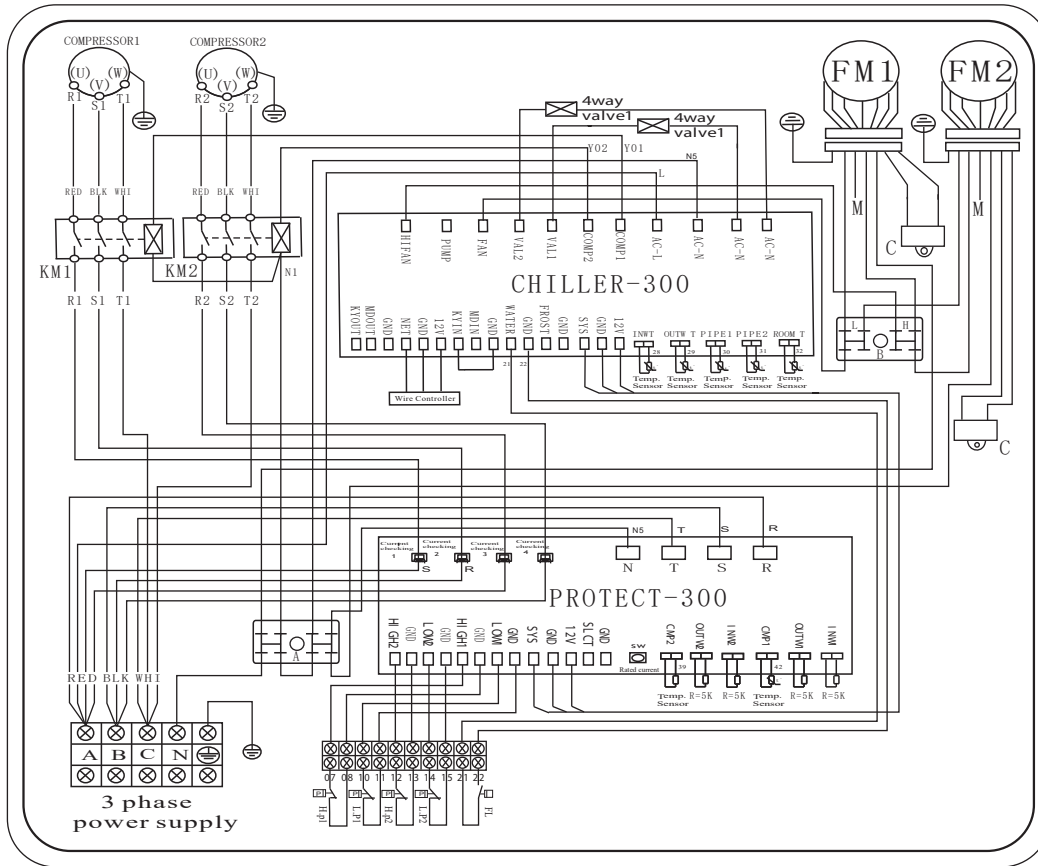 COMPRESSOR1 COMPRESSOR2
FM1 FM2
(U) (V) (W) (U) (V) (W)
R1 S1 T1 R2 S2 T2
4way
valve1
4way
valve1
YO2 YO1 N5 L
RED BLK WHI RED BLK WHI
M M
C
KM1 KM2 N1
R1 S1 T1 R2 S2 T2
HIFAN PUMP FAN VAL2 VAL1 COMP2 COMP1 AC-L AC-N AC-N AC-N
CHILLER-300
KYOUT MDOUT GND NET GND 12V KYIN MDIN GND WATER GND FROST GND SYS GND 12V
INWT OUTW T PIPE1 PIPE2 ROOM T
21 22 28 29 30 31 32
Temp.
Sensor
Temp.
Sensor
Temp.
Sensor
Temp.
Sensor
Temp.
Sensor
Wire Controller
L H
B
C
Current
checking
1
Current
checking
2
Current
checking
3
Current
checking
4
S R
N5 T S R
N T S R
PROTECT-300
HIGH2 GND LOW2 GND HIGH1 GND LOW1 GND SYS GND 12V SLCT GND
SW
Rated current
CMP2 OUTW2 INW2 CMP1 OUTW1 INW1
39 42
Temp.
Sensor
R=5K R=5K
Temp.
Sensor
R=5K R=5K
A
RED BLK WHI
A B C N
3 phase
power supply
07 08 10 11 12 13 14 15 21 22
P P P P
H.p1 L.P1 H.p2 L.P2 FL